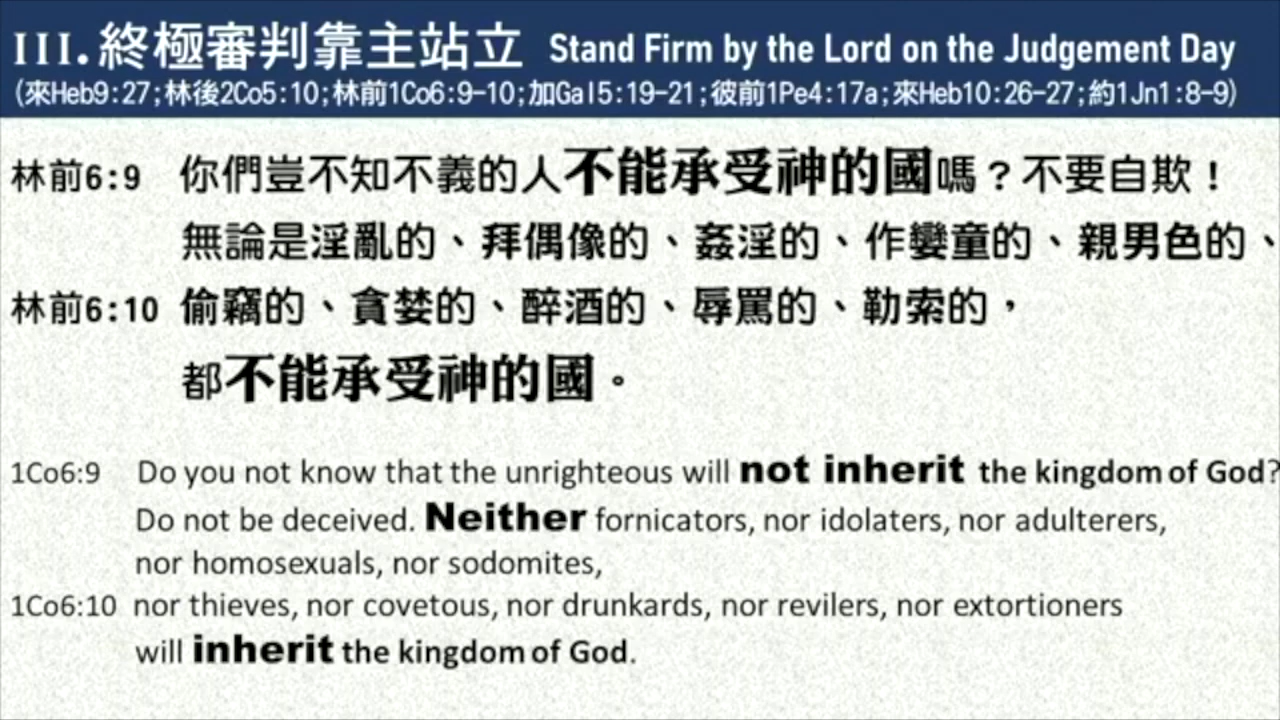 III.終極審判靠主站立 Stand Firm by the Lord on the Judgement Day
(來Heb9:27;林後2Co5:10;林前1Co6:9-10;加Gal5:19-21;彼前1Pe4:17a;來Heb10:26-27;約1Jn1:8-9)
林前6:9 你們豈不知不義的人不能承受神的國嗎？不要自欺！
無論是淫亂的、拜偶像的、姦淫的、作孌童的、親男色的、
林前6:10 偷竊的、貪婪的、醉酒的、辱罵的、勒索的，
都不能承受神的國。
1Co6:9 Do you not know that the unrighteous will not inherit the kingdom of God?
Do not be deceived. Neither fornicators, nor idolaters, nor adulterers,
nor homosexuals, nor sodomites,
1Co6:10 nor thieves, nor covetous, nor drunkards, nor revilers, nor extortioners
will inherit the kingdom of God.